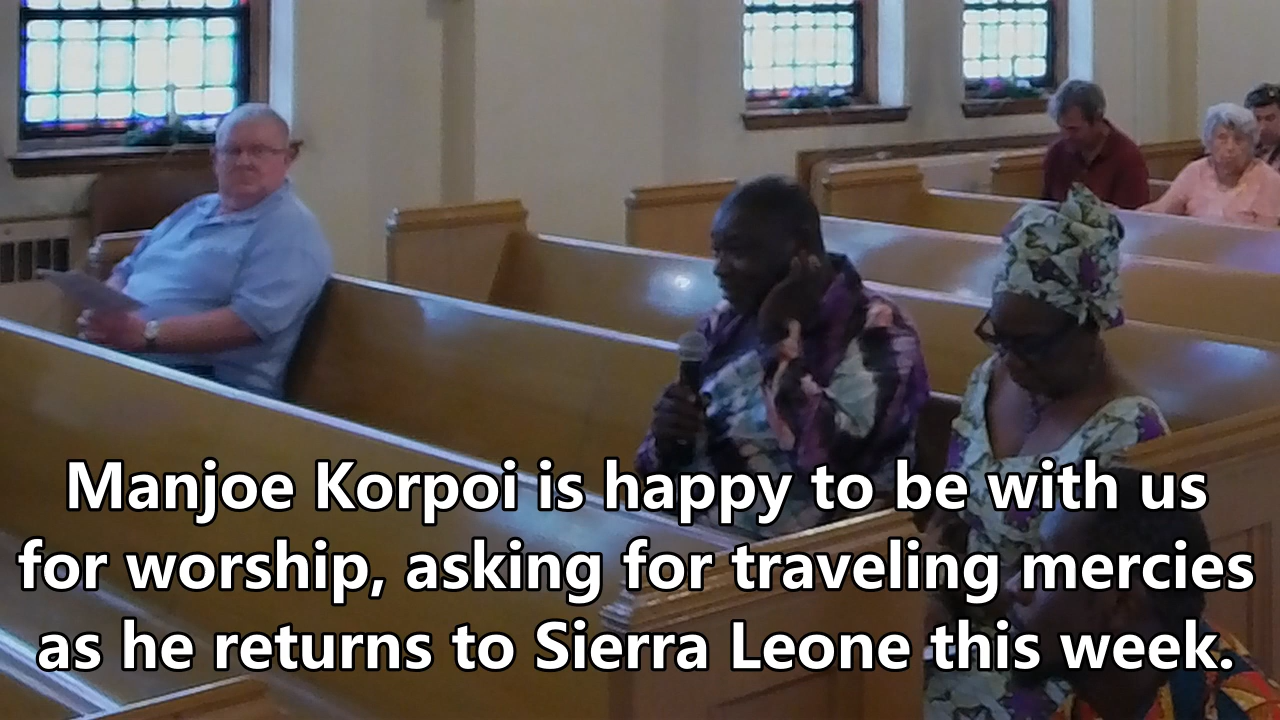 Manjoe Korpoi is happy to be with us
for worship, asking for traveling mercies
as he returns to Sierra Leone this week.